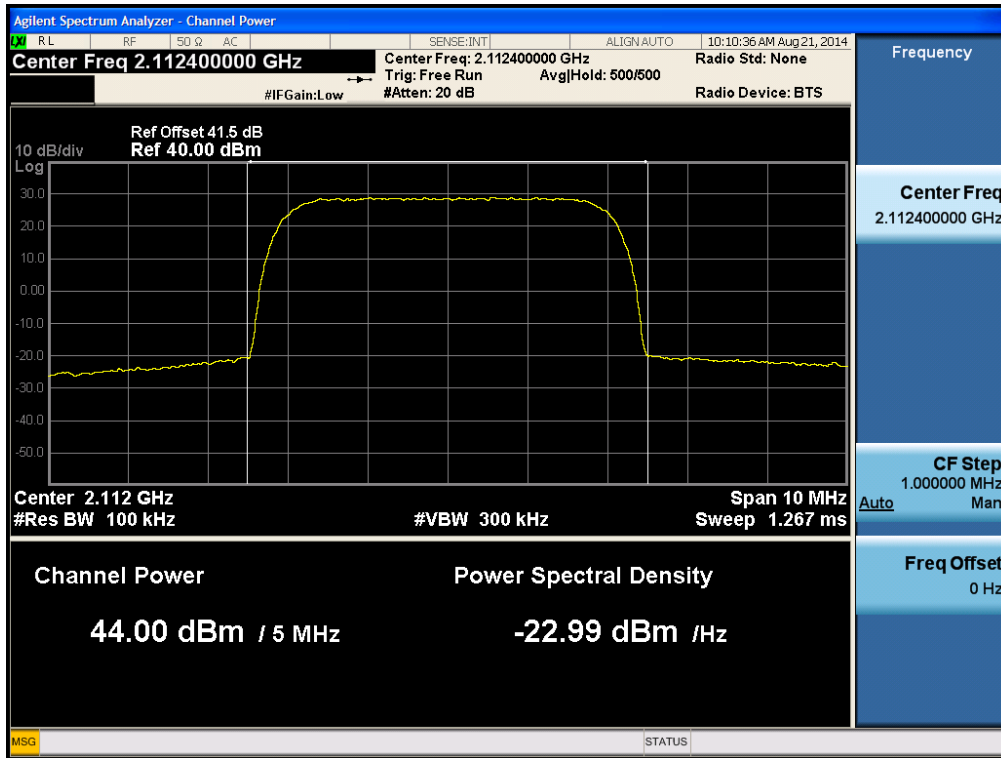 Agilent Spectrum Analyzer - Channel Power
LXI RL RF 50 Ω AC SENSE:INT ALIGN AUTO 10:10:36 AM Aug 21, 2014
Center Freq 2.112400000 GHz
Center Freq: 2.112400000 GHz
Radio Std: None
Trig: Free Run Avg|Hold: 500/500
#IFGain:Low
#Atten: 20 dB
Radio Device: BTS
Ref Offset 41.5 dB
10 dB/div Ref 40.00 dBm
Log
30.0
20.0
10.0
0.00
-10.0
-20.0
-30.0
-40.0
-50.0
Center 2.112 GHz Span 10 MHz
#Res BW 100 kHz #VBW 300 kHz Sweep 1.267 ms
Channel Power Power Spectral Density
44.00 dBm / 5 MHz -22.99 dBm /Hz
Frequency
Center Freq
2.112400000 GHz
CF Step
1.000000 MHz
Auto Man
Freq Offset
0 Hz
MSG STATUS